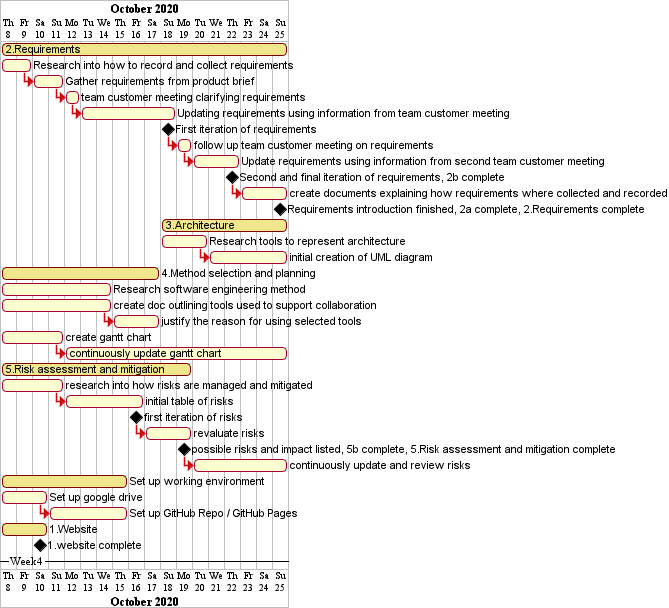 October 2020
Th Fr Sa Su Mo Tu We Th Fr Sa Su Mo Tu We Th Fr Sa Su
8 9 10 11 12 13 14 15 16 17 18 19 20 21 22 23 24 25
2.Requirements
Research into how to record and collect requirements
Gather requirements from product brief
team customer meeting clarifying requirements
Updating requirements using information from team customer meeting
First iteration of requirements
follow up team customer meeting on requirements
Update requirements using information from second team customer meeting
Second and final iteration of requirements, 2b complete
create documents explaining how requirements where collected and recorded
Requirements introduction finished, 2a complete, 2.Requirements complete
3.Architecture
Research tools to represent architecture
initial creation of UML diagram
4.Method selection and planning
Research software engineering method
create doc outlining tools used to support collaboration
justify the reason for using selected tools
create gantt chart
continuously update gantt chart
5.Risk assessment and mitigation
research into how risks are managed and mitigated
initial table of risks
first iteration of risks
revaluate risks
possible risks and impact listed, 5b complete, 5.Risk assessment and mitigation complete
continuously update and review risks
Set up working environment
Set up google drive
Set up GitHub Repo / GitHub Pages
1.Website
1.website complete
Week4
Th Fr Sa Su Mo Tu We Th Fr Sa Su Mo Tu We Th Fr Sa Su
8 9 10 11 12 13 14 15 16 17 18 19 20 21 22 23 24 25
October 2020